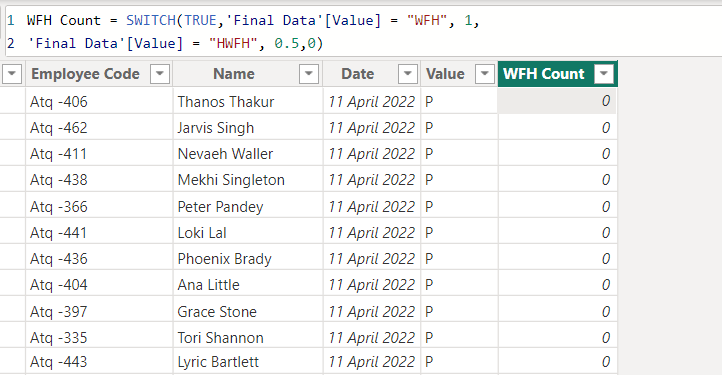 1 WFH Count = SWITCH(TRUE,'Final Data'[Value] = "WFH", 1,
2 'Final Data'[Value] = "HWFH", 0.5,0)
Employee Code Name Date Value WFH Count
Atq -406 Thanos Thakur 11 April 2022 P 0
Atq -462 Jarvis Singh 11 April 2022 P 0
Atq -411 Nevaeh Waller 11 April 2022 P 0
Atq -438 Mekhi Singleton 11 April 2022 P 0
Atq -366 Peter Pandey 11 April 2022 P 0
Atq -441 Loki Lal 11 April 2022 P 0
Atq -436 Phoenix Brady 11 April 2022 P 0
Atq -404 Ana Little 11 April 2022 P 0
Atq -397 Grace Stone 11 April 2022 P 0
Atq -335 Tori Shannon 11 April 2022 P 0
Atq -443 Lyric Bartlett 11 April 2022 P 0